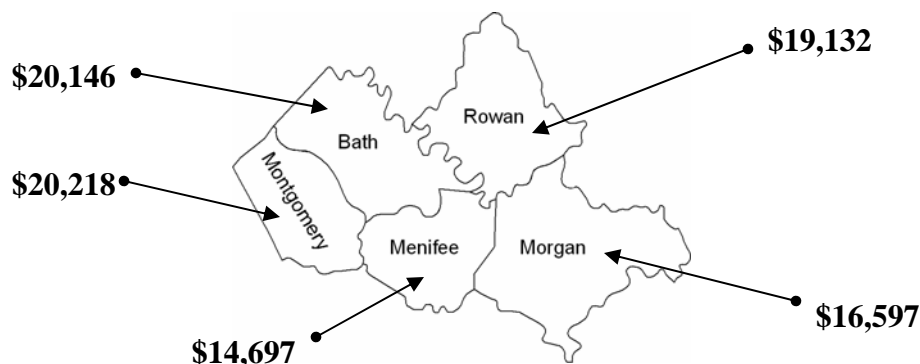 $19,132
$20,146
Rowan
Bath
Montgomery
$20,218
Menifee
Morgan
$16,597
$14,697